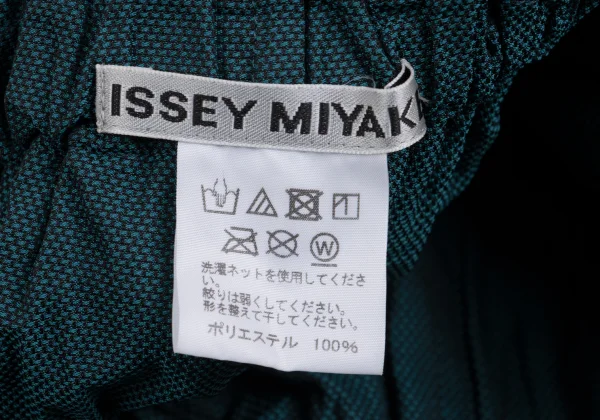 ISSEY MIYAK
W
洗濯ネットを使用してくださ
い。
絞りは弱くしてください。
形を整えて干してください。
ポリエステル 100%